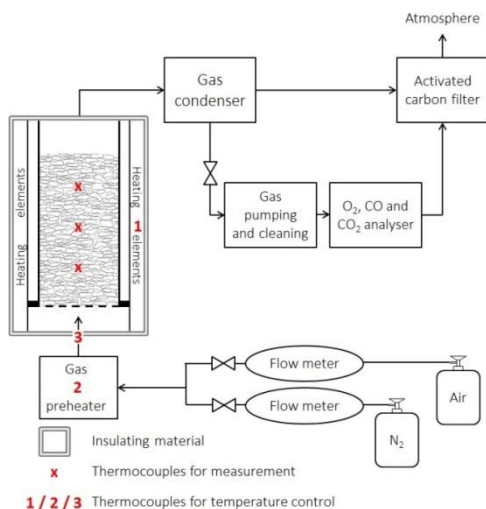 Atmosphere
Gas
condenser
Activated
carbon filter
Heating elements
Heating elements
x
x
x
1
Gas
pumping
and cleaning
O₂, CO and
CO₂ analyser
3
Gas
2
preheater
Flow meter
Flow meter
Air
N₂
Insulating material
x Thermocouples for measurement
1 / 2 / 3 Thermocouples for temperature control